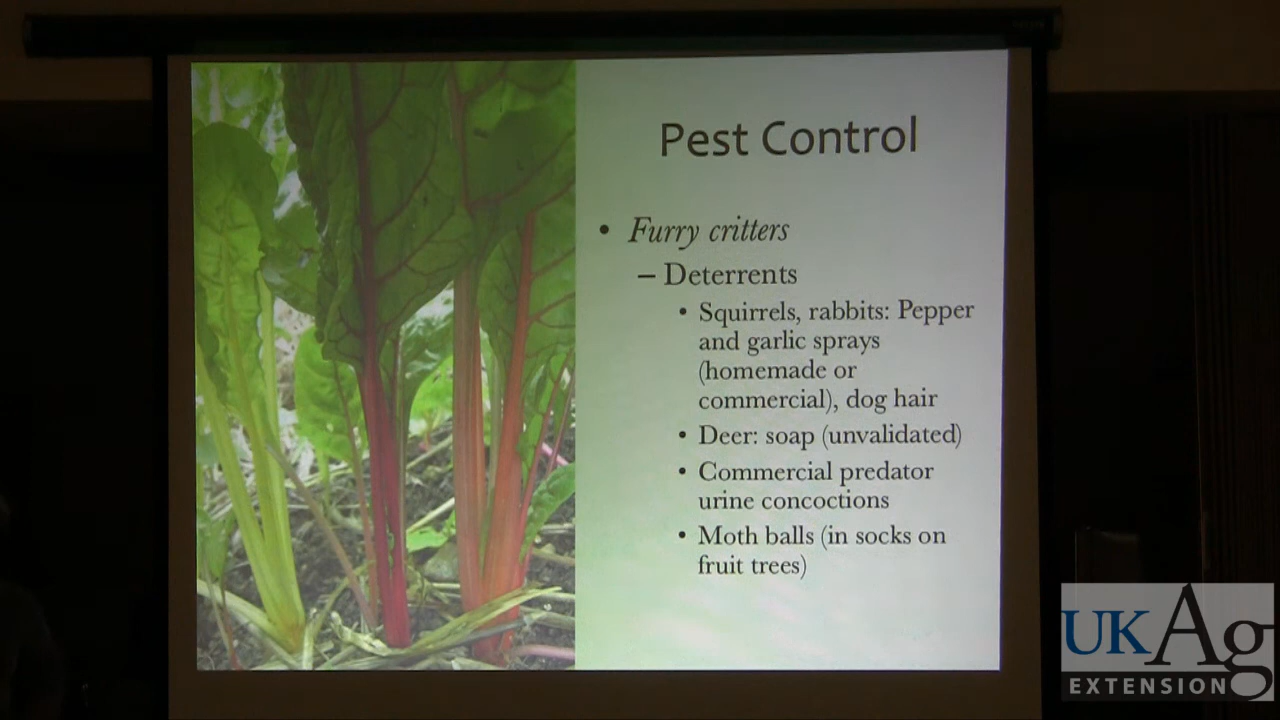 Pest Control
• Furry critters
– Deterrents
• Squirrels, rabbits: Pepper
and garlic sprays
(homemade or
commercial), dog hair
• Deer: soap (unvalidated)
• Commercial predator
urine concoctions
• Moth balls (in socks on
fruit trees)
UKAg
EXTENSION